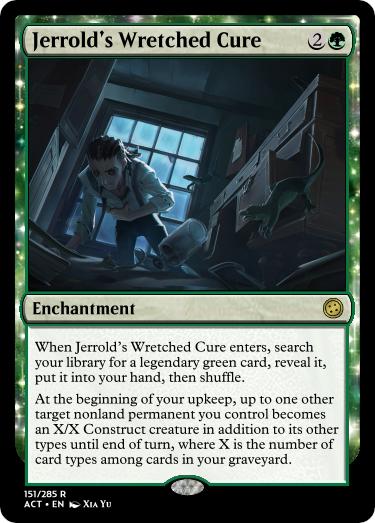 Jerrold's Wretched Cure 2
Enchantment
When Jerrold's Wretched Cure enters, search
your library for a legendary green card, reveal it,
put it into your hand, then shuffle.
At the beginning of your upkeep, up to one other
target nonland permanent you control becomes
an X/X Construct creature in addition to its other
types until end of turn, where X is the number of
card types among cards in your graveyard.
151/285 R
ACT • EN Xia Yu